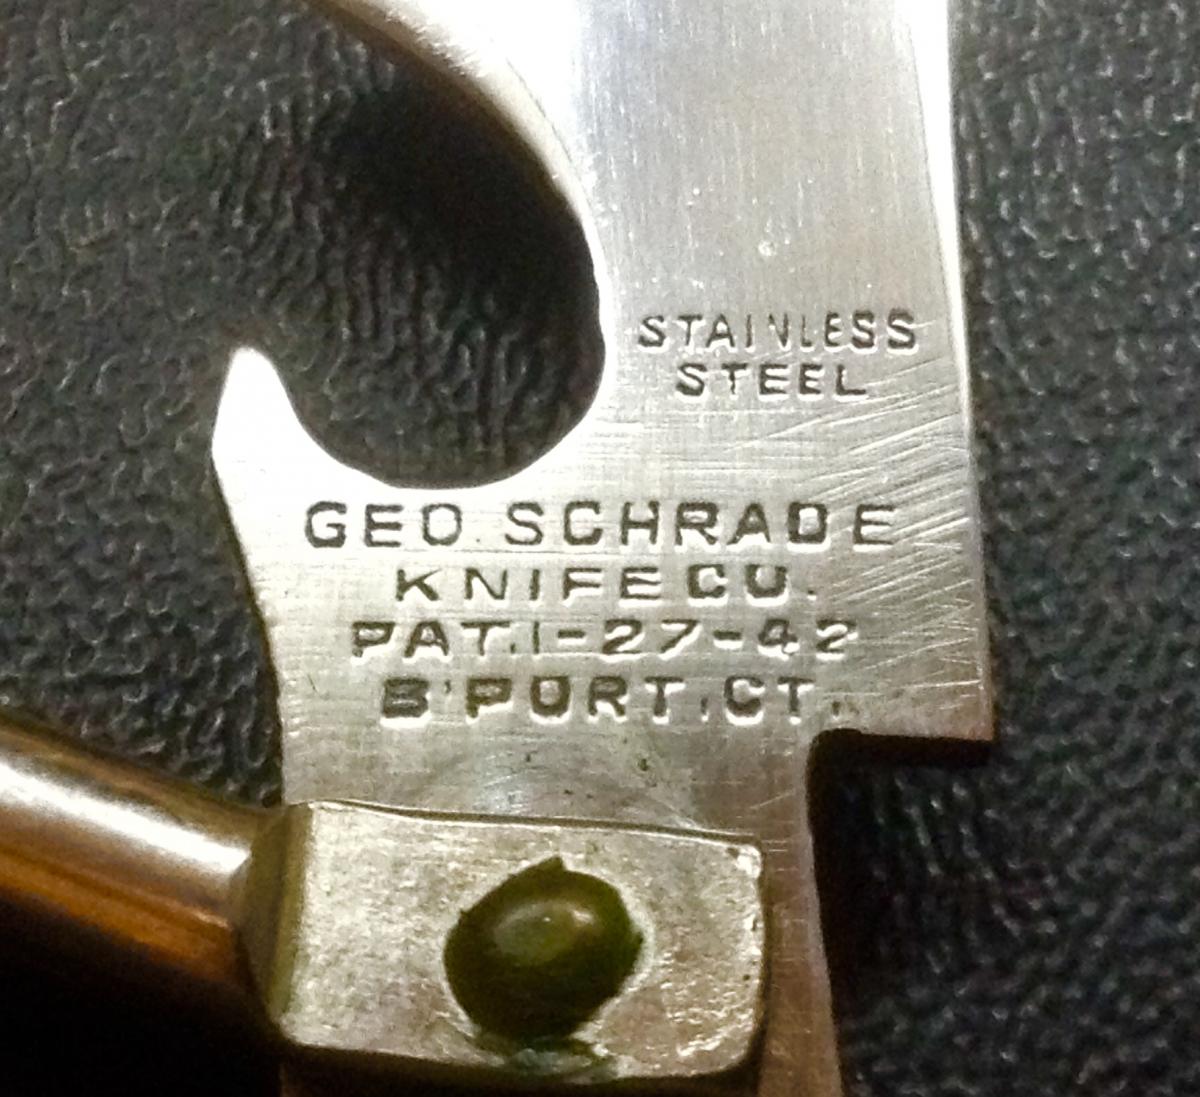 STAINLESS
STEEL
GEO. SCHRADE
KNIFE CO.
PAT. 1-27-42
B'PORT, CT.